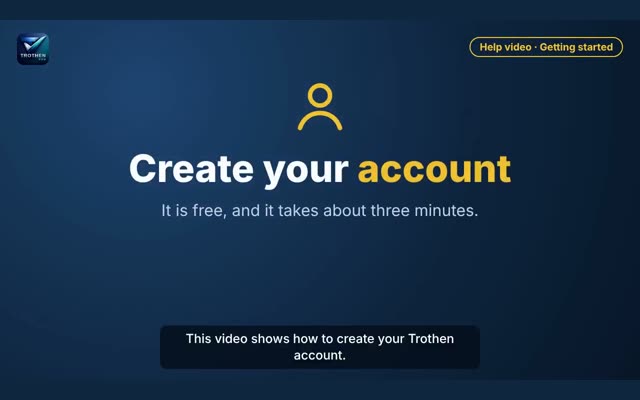 TROTHEN
Help video · Getting started
Create your account
It is free, and it takes about three minutes.
This video shows how to create your Trothen
account.